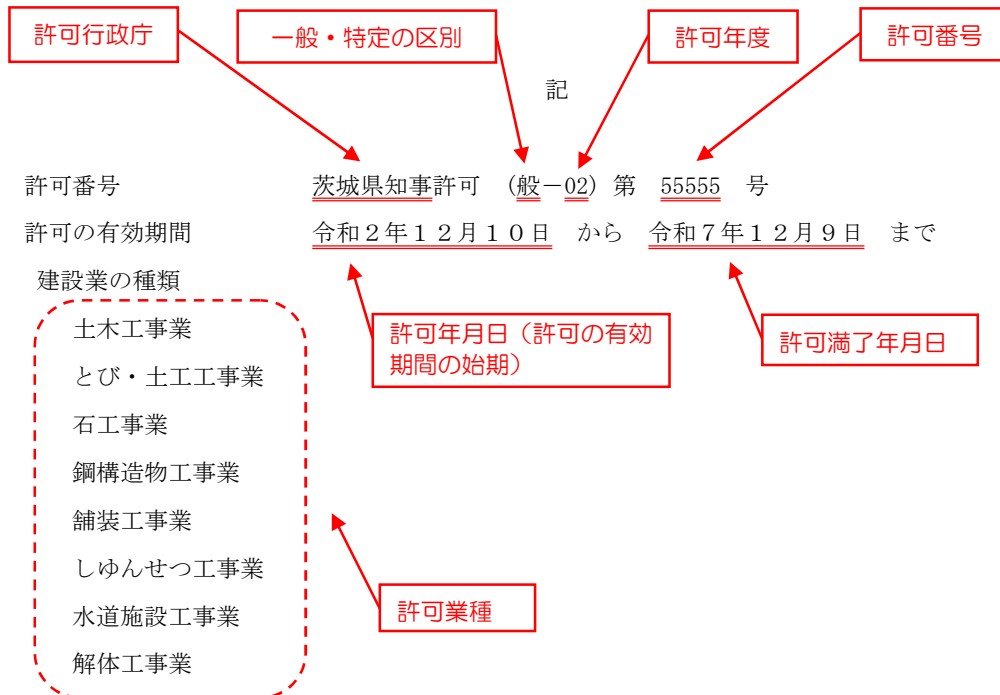 許可行政庁
一般・特定の区別
許可年度
許可番号
記
許可番号 茨城県知事許可 (般－02) 第 55555 号
許可の有効期間 令和２年１２月１０日 から 令和７年１２月９日 まで
建設業の種類
土木工事業
許可年月日（許可の有効
期間の始期）
許可満了年月日
とび・土工工事業
石工事業
鋼構造物工事業
舗装工事業
しゆんせつ工事業
水道施設工事業
許可業種
解体工事業